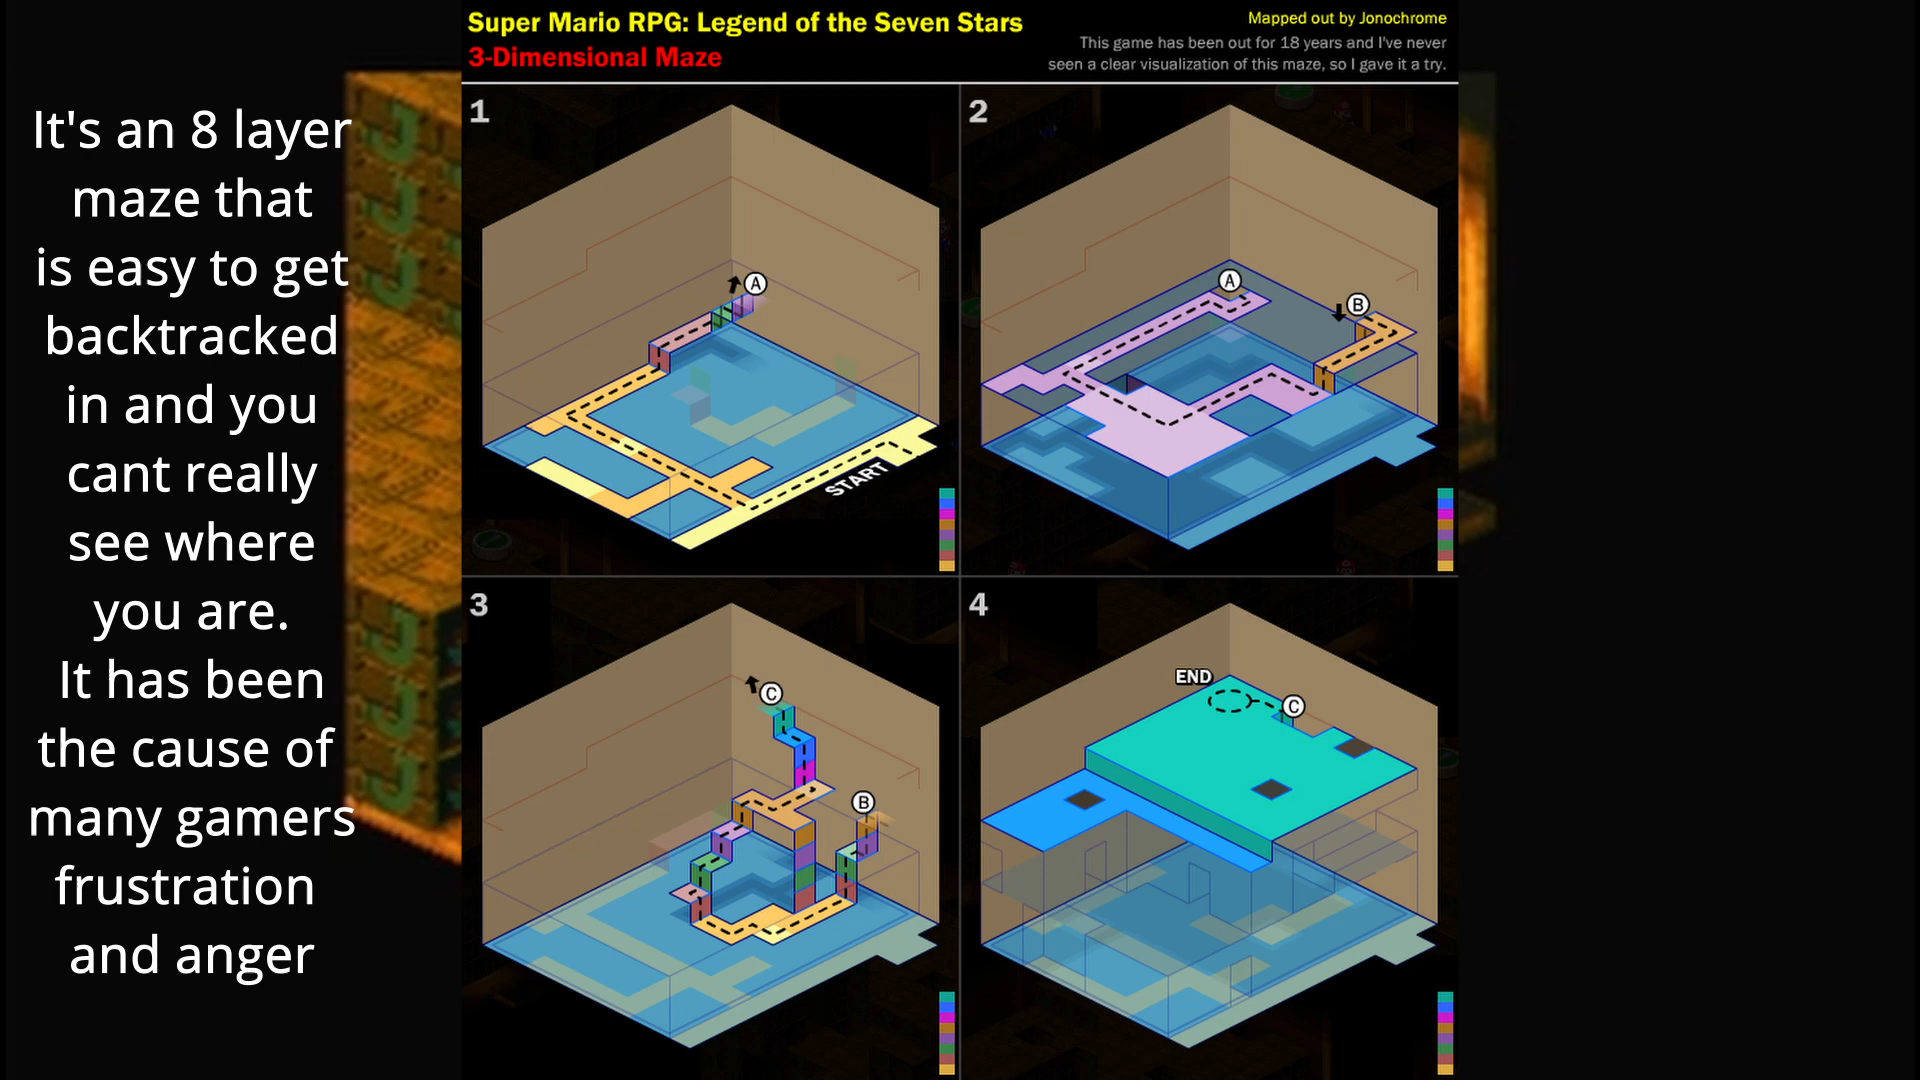 It's an 8 layer
maze that
is easy to get
backtracked
in and you
cant really
see where
you are.
It has been
the cause of
many gamers
frustration
and anger
Super Mario RPG: Legend of the Seven Stars
3-Dimensional Maze
Mapped out by Jonochrome
This game has been out for 18 years and I've never
seen a clear visualization of this maze, so I gave it a try.
1
A
START
2
A
B
3
C
B
4
END
C